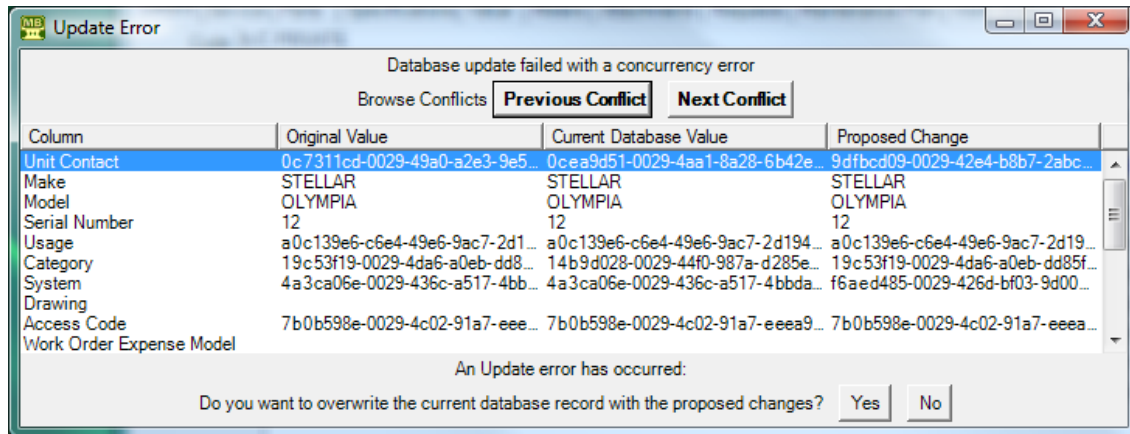 MB
Update Error
Database update failed with a concurrency error
Browse Conflicts Previous Conflict Next Conflict
Column Original Value Current Database Value Proposed Change
Unit Contact 0c7311cd-0029-49a0-a2e3-9e5... 0cea9d51-0029-4aa1-8a28-6b42e... 9dfbcd09-0029-42e4-b8b7-2abc...
Make STELLAR STELLAR STELLAR
Model OLYMPIA OLYMPIA OLYMPIA
Serial Number 12 12 12
Usage a0c139e6-c6e4-49e6-9ac7-2d1... a0c139e6-c6e4-49e6-9ac7-2d194... a0c139e6-c6e4-49e6-9ac7-2d19...
Category 19c53f19-0029-4da6-a0eb-dd8... 14b9d028-0029-44f0-987a-d285e... 19c53f19-0029-4da6-a0eb-dd85f...
System 4a3ca06e-0029-436c-a517-4bb... 4a3ca06e-0029-436c-a517-4bbda... f6aed485-0029-426d-bf03-9d00...
Drawing
Access Code 7b0b598e-0029-4c02-91a7-eee... 7b0b598e-0029-4c02-91a7-eeea9... 7b0b598e-0029-4c02-91a7-eeea...
Work Order Expense Model
An Update error has occurred:
Do you want to overwrite the current database record with the proposed changes? Yes No